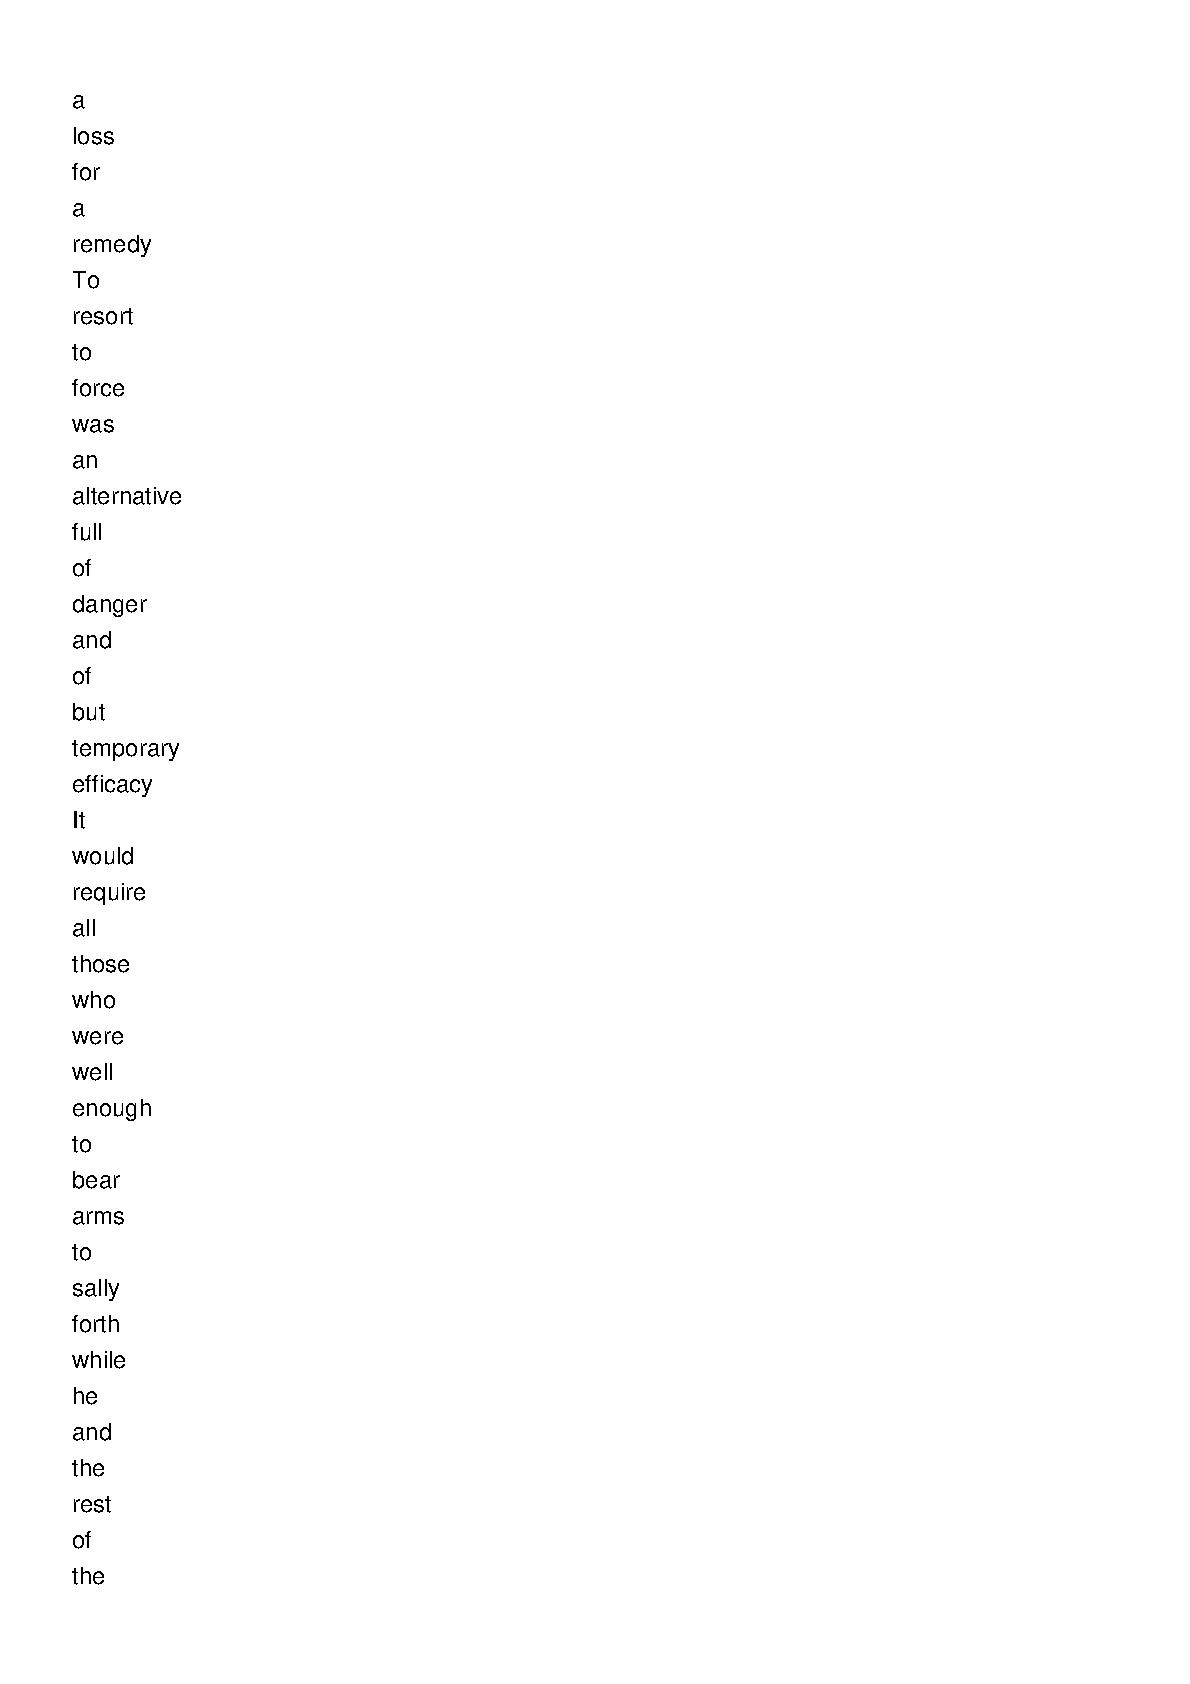 a
loss
for
a
remedy
To
resort
to
force
was
an
alternative
full
of
danger
and
of
but
temporary
efficacy
It
would
require
all
those
who
were
well
enough
to
bear
arms
to
sally
forth
while
he
and
the
rest
of
the